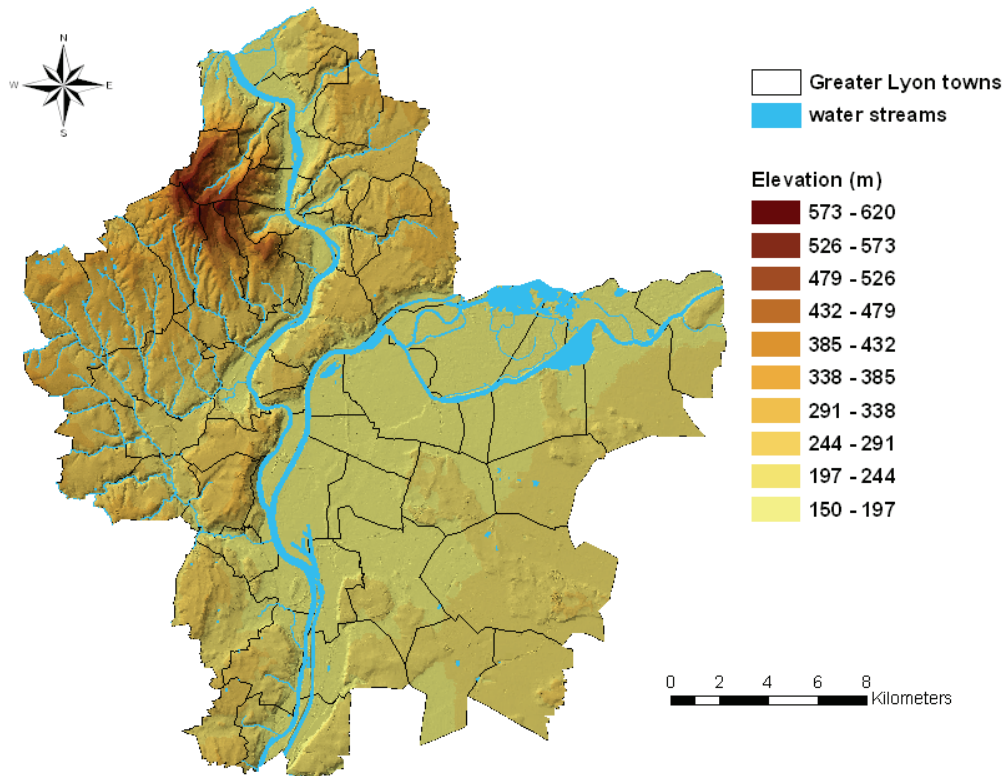 N
W E
S
Greater Lyon towns
water streams
Elevation (m)
573 - 620
526 - 573
479 - 526
432 - 479
385 - 432
338 - 385
291 - 338
244 - 291
197 - 244
150 - 197
0 2 4 6 8
Kilometers